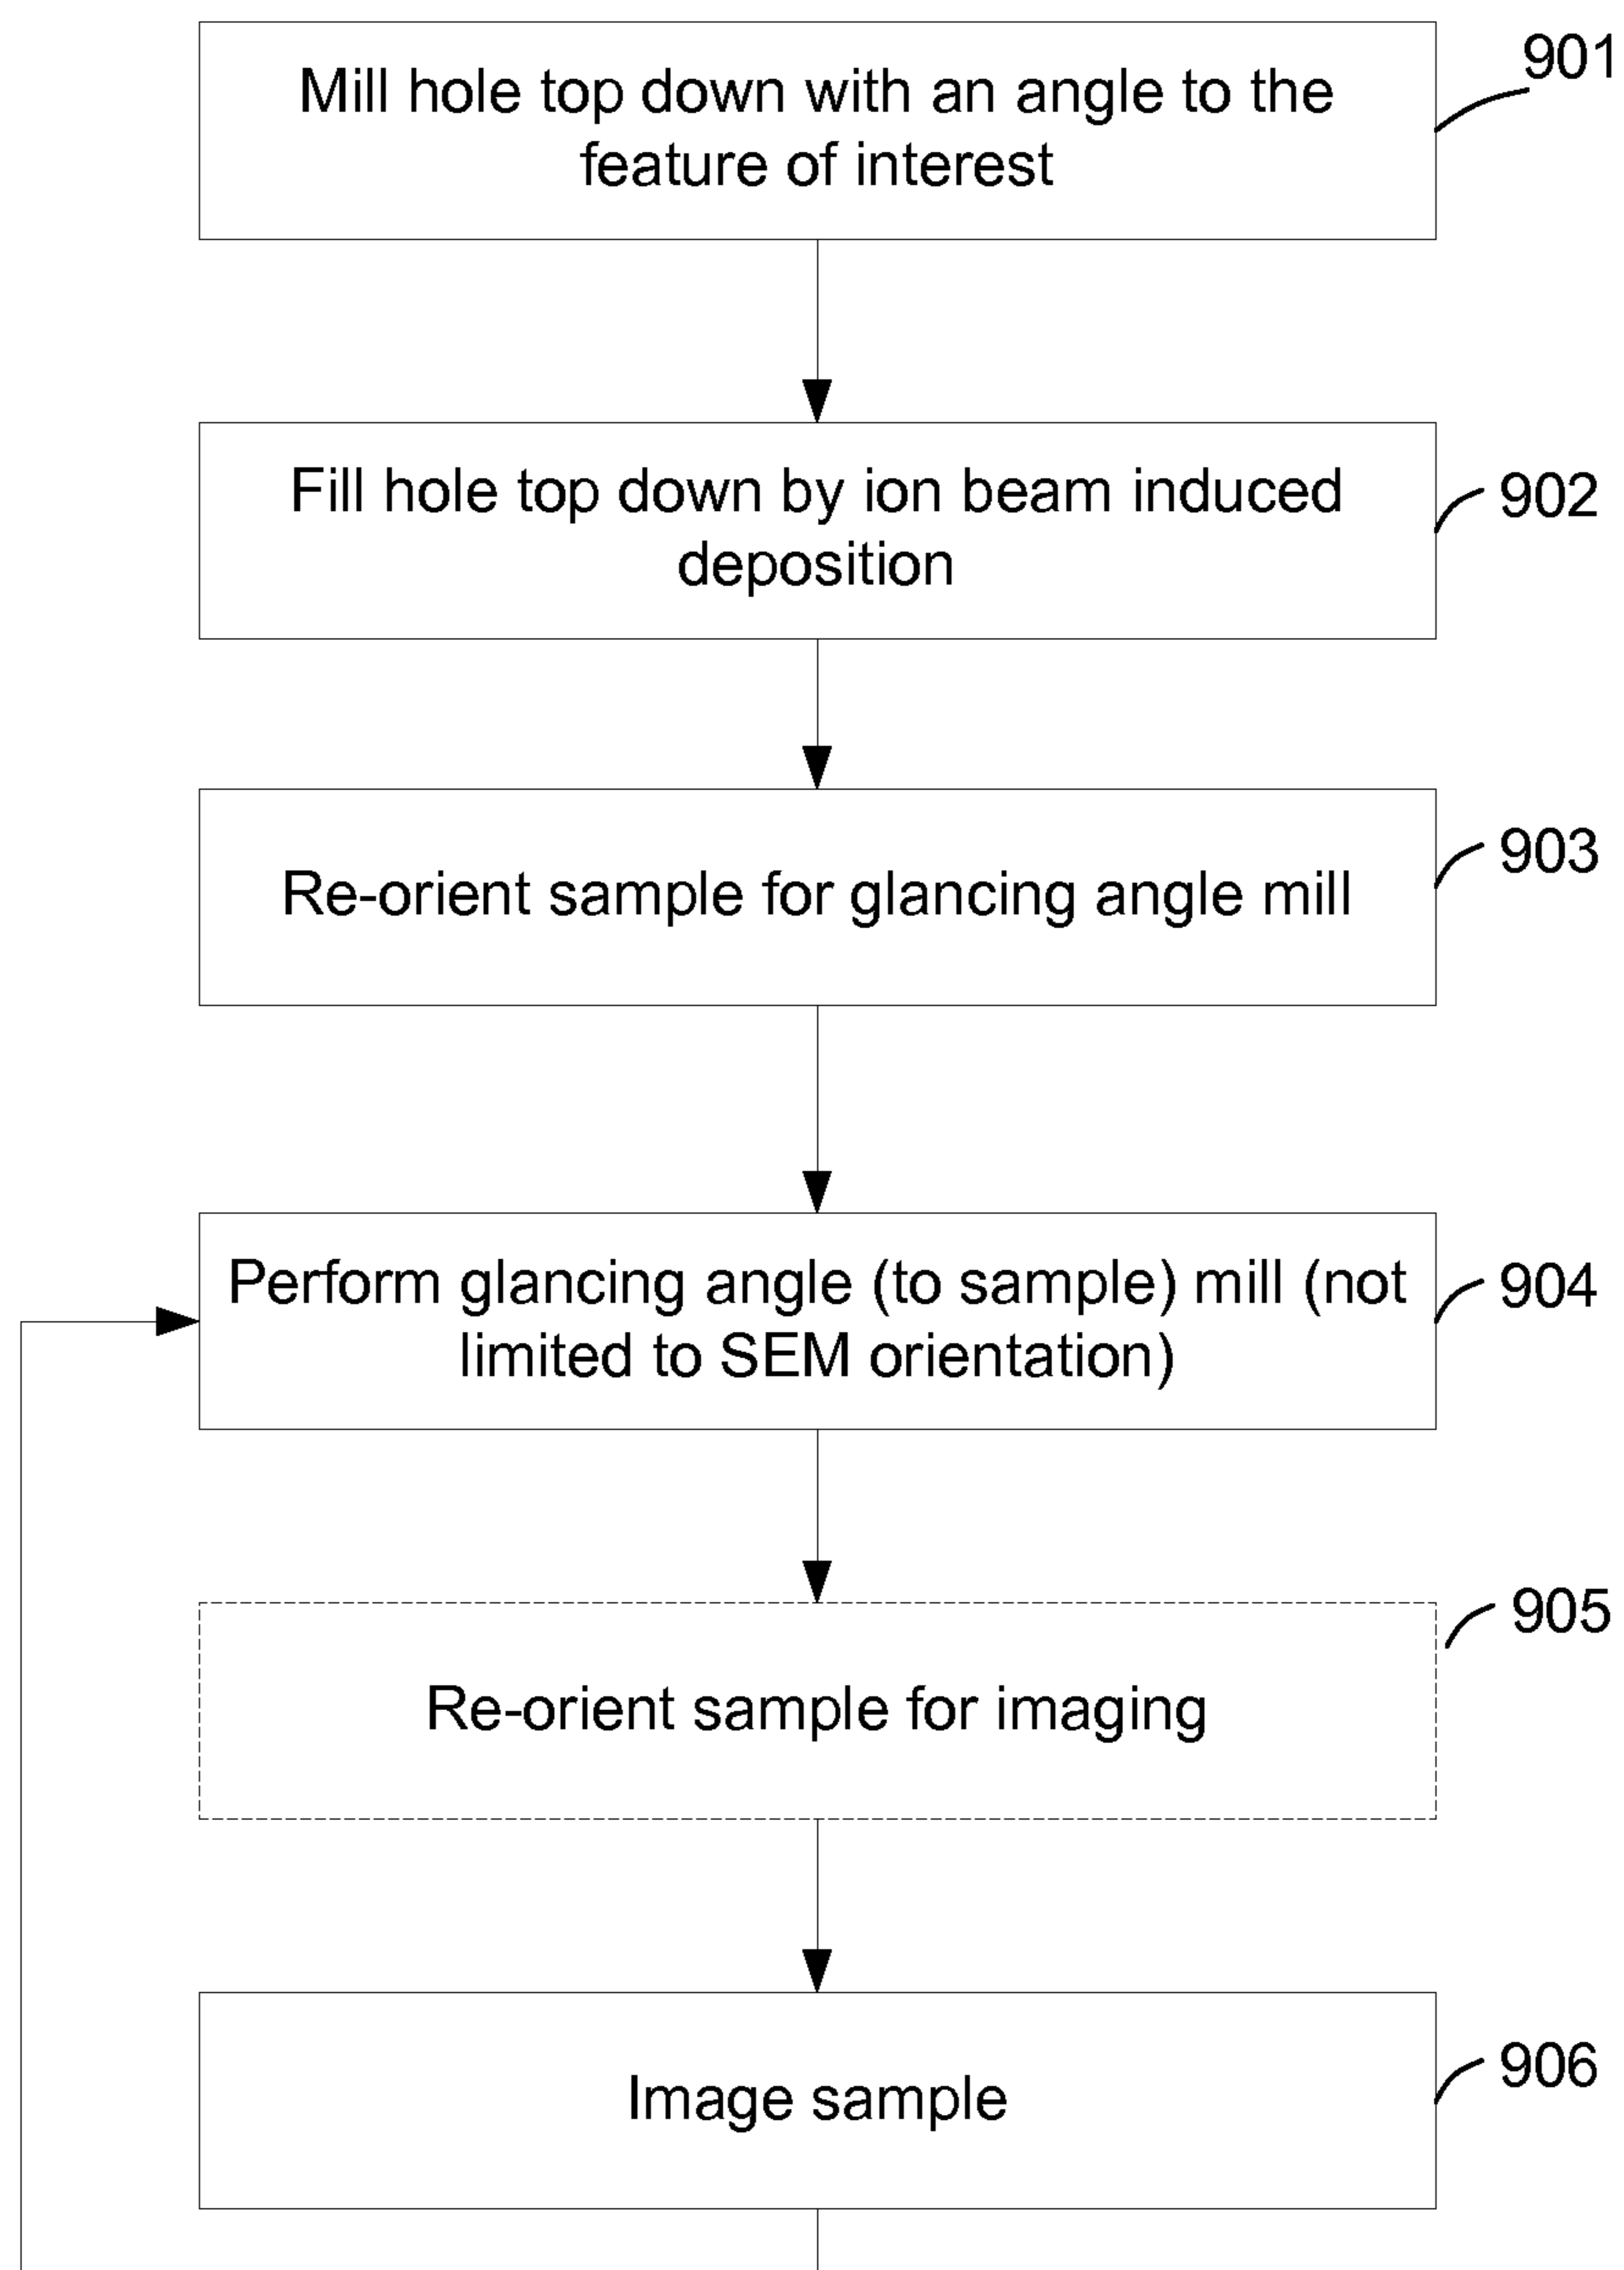 901
Mill hole top down with an angle to the
feature of interest
Fill hole top down by ion beam induced
deposition
902
Re-orient sample for glancing angle mill
903
Perform glancing angle (to sample) mill (not
limited to SEM orientation)
904
Re-orient sample for imaging
905
Image sample
906